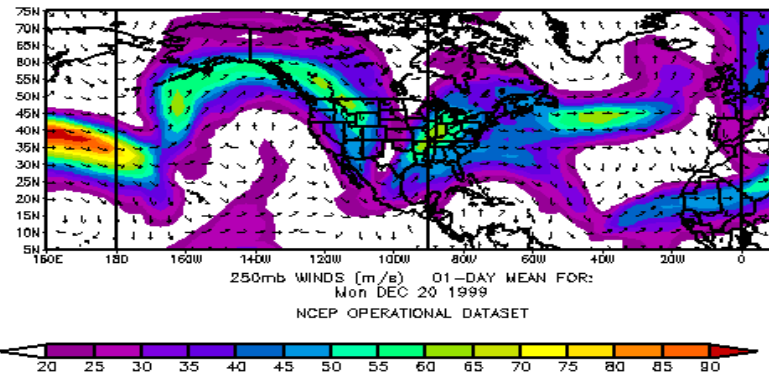 75N
70N
65N
60N
55N
50N
45N
40N
35N
30N
25N
20N
15N
10N
5N
160E 180 160W 140W 120W 100W 80W 60W 40W 20W 0
250mb WINDS (m/s) 01-DAY MEAN FOR:
Mon DEC 20 1999
NCEP OPERATIONAL DATASET
20 25 30 35 40 45 50 55 60 65 70 75 80 85 90